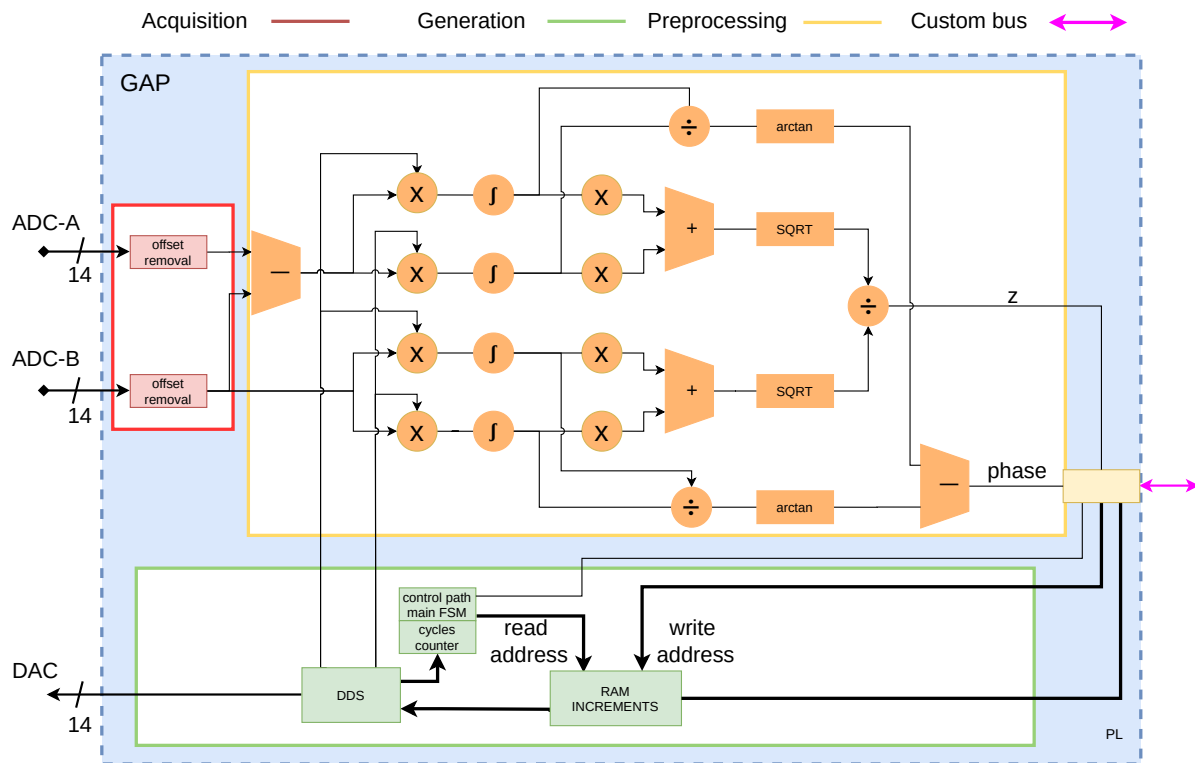 Acquisition
Generation
Preprocessing
Custom bus
GAP
÷
arctan
X
∫
X
ADC-A
14
offset
removal
—
X
∫
X
+
SQRT
÷
z
ADC-B
14
offset
removal
X
∫
X
+
SQRT
X
–
∫
X
÷
arctan
—
phase
control path
main FSM
cycles
counter
read
address
write
address
DAC
14
DDS
RAM
INCREMENTS
PL